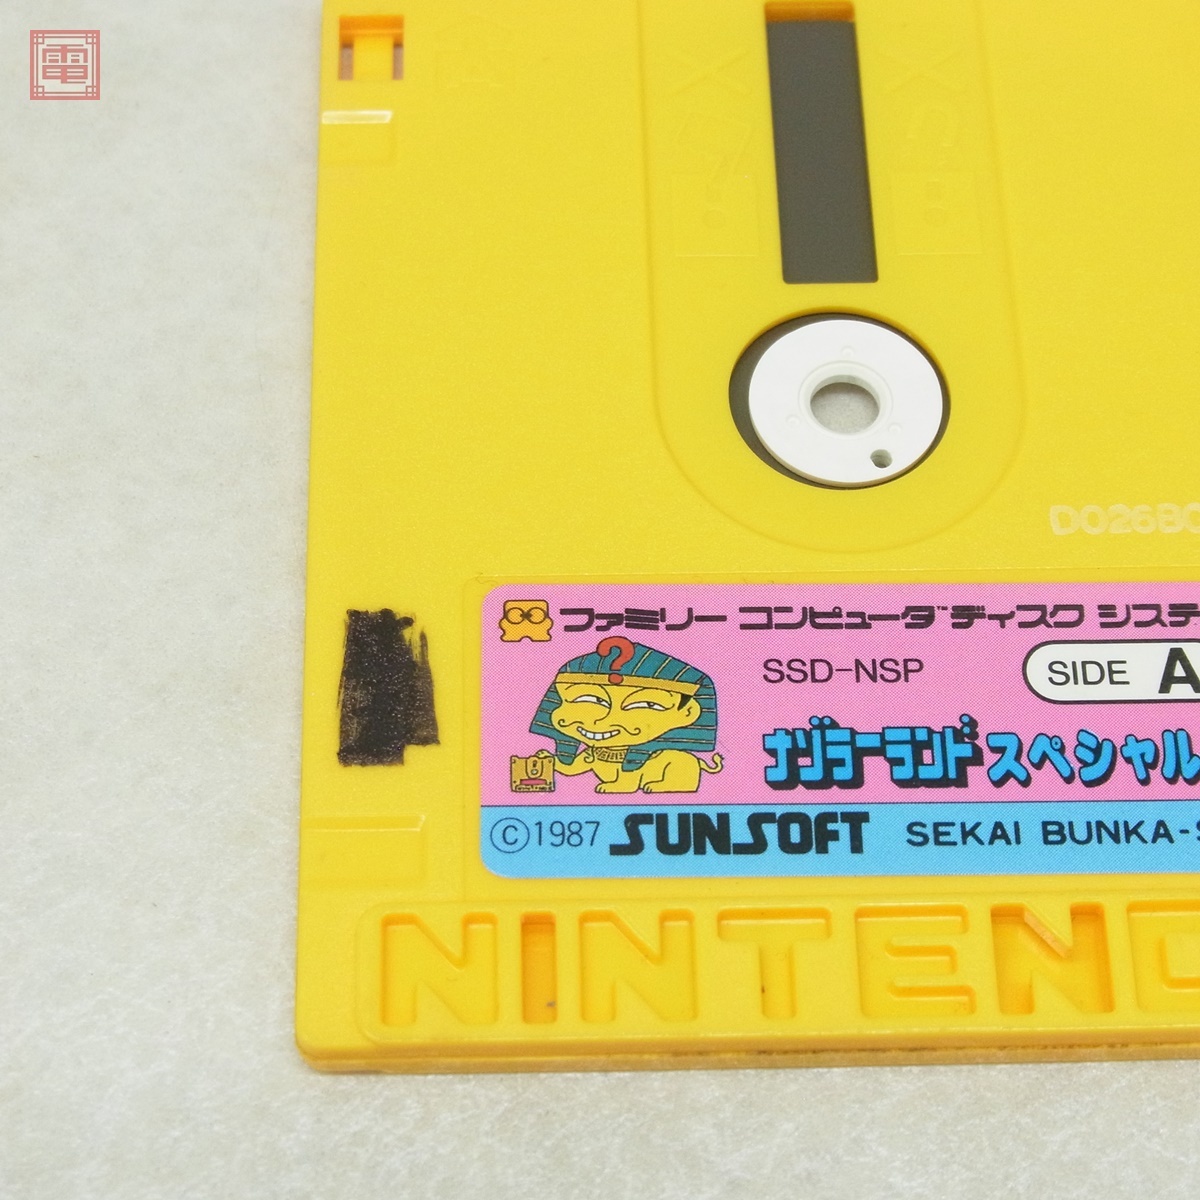 電
D02680
ファミリー コンピュータ ディスク システ
?
SSD-NSP
SIDE A
ナゾラーランド スペシャル
©1987 SUNSOFT SEKAI BUNKA-
NINTEN